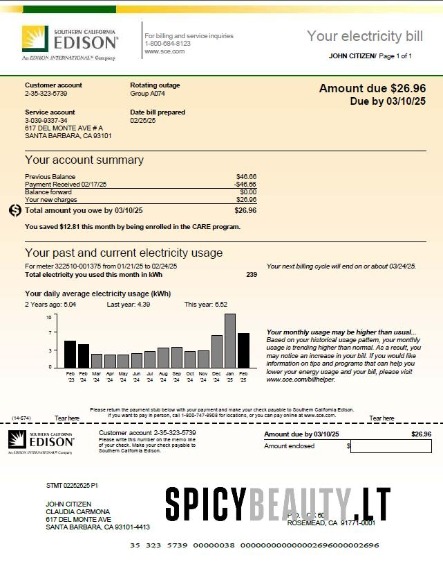 SOUTHERN CALIFORNIA
EDISON
An EDISON INTERNATIONAL® Company
For billing and service inquiries
1-800-684-8123
www.sce.com
Your electricity bill
JOHN CITIZEN/ Page 1 of 1
Customer account
2-35-323-5739
Rotating outage
Group A074
Amount due $26.96
Due by 03/10/25
Service account
3-039-9337-34
617 DEL MONTE AVE # A
SANTA BARBARA, CA 93101
Date bill prepared
02/25/25
Your account summary
Previous Balance $46.66
Payment Received 02/17/25 -$46.66
Balance forward $0.00
Your new charges $26.96
Total amount you owe by 03/10/25 $26.96
You saved $12.81 this month by being enrolled in the CARE program.
Your past and current electricity usage
For meter 322510-001375 from 01/21/25 to 02/24/25
Total electricity you used this month in kWh 239
Your next billing cycle will end on or about 03/24/25.
Your daily average electricity usage (kWh)
2 Years ago: 5.04 Last year: 4.39 This year: 6.52
10
7
3
0
Feb Feb Mar Apr May Jun Jul Aug Sep Oct Nov Dec Jan Feb
'23 '24 '24 '24 '24 '24 '24 '24 '24 '24 '24 '24 '25 '25
Your monthly usage may be higher than usual...
Based on your historical usage pattern, your monthly
usage is trending higher than normal. As a result, you
may notice an increase in your bill. If you would like
information on tips and programs that can help you
lower your energy usage and your bill, please visit
www.sce.com/billhelper.
Please return the payment stub below with your payment and make your check payable to Southern California Edison.
If you want to pay in person, call 1-800-747-8908 for locations, or you can pay online at www.sce.com.
(14-574) Tear here Tear here
SOUTHERN CALIFORNIA
EDISON
An EDISON INTERNATIONAL® Company
Customer account 2-35-323-5739
Please write this number on the memo line
of your check. Make your check payable to
Southern California Edison.
Amount due by 03/10/25 $26.96
Amount enclosed $
STMT 02252625 P1
JOHN CITIZEN
CLAUDIA CARMONA
617 DEL MONTE AVE
SANTA BARBARA, CA 93101-4413
SPICYBEAUTY.LT
ROSEMEAD, CA 91771-0001
35 323 5739 00000038 0000000000000002696000002696